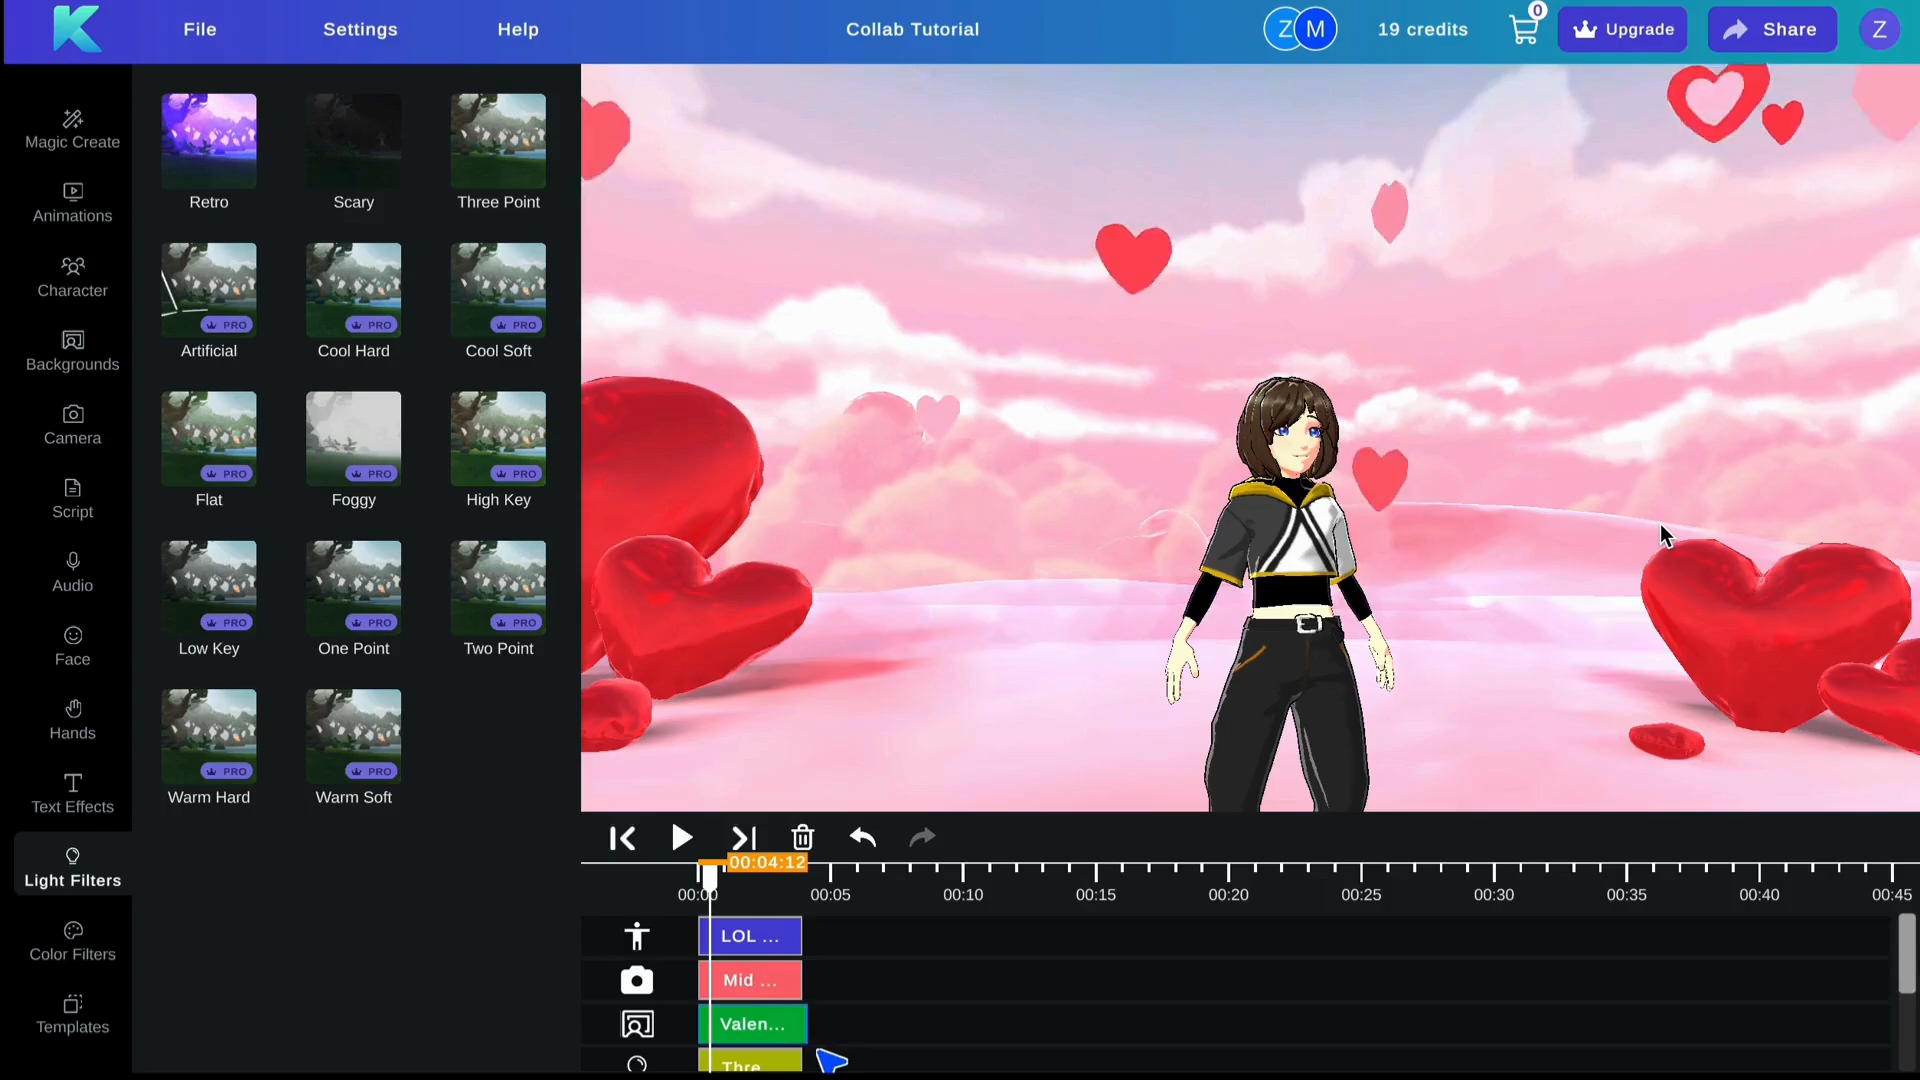 K File Settings Help Collab Tutorial Z M 19 credits 0 Upgrade Share Z
Magic Create
Animations
Character
Backgrounds
Camera
Script
Audio
Face
Hands
Text Effects
Light Filters
Color Filters
Templates
Retro Scary Three Point
PRO PRO PRO
Artificial Cool Hard Cool Soft
PRO PRO PRO
Flat Foggy High Key
PRO PRO PRO
Low Key One Point Two Point
PRO PRO
Warm Hard Warm Soft
00:04:12
00:00 00:05 00:10 00:15 00:20 00:25 00:30 00:35 00:40 00:45
LOL ...
Mid ...
Valen...
Thre